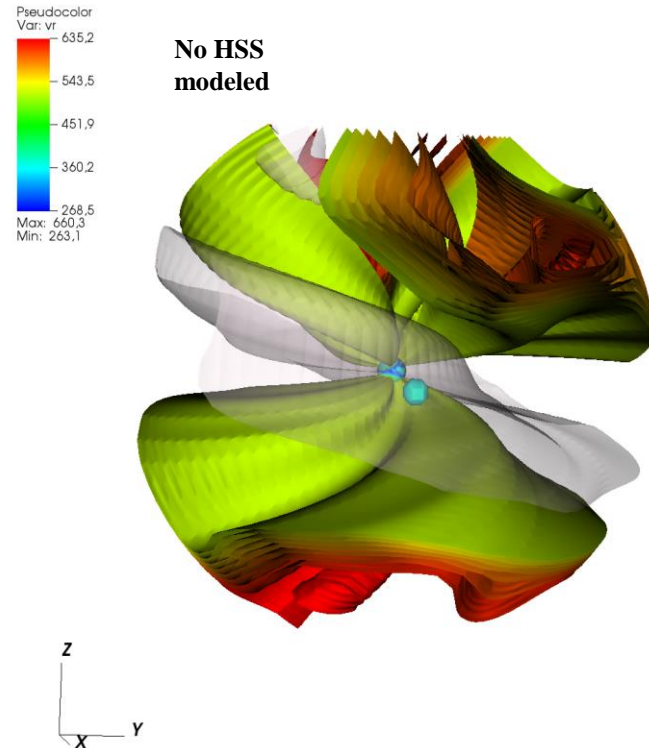 Pseudocolor
Var: vr
635,2
543,5
451,9
360,2
268,5
Max: 660,3
Min: 263,1
No HSS
modeled
Z
Y
X